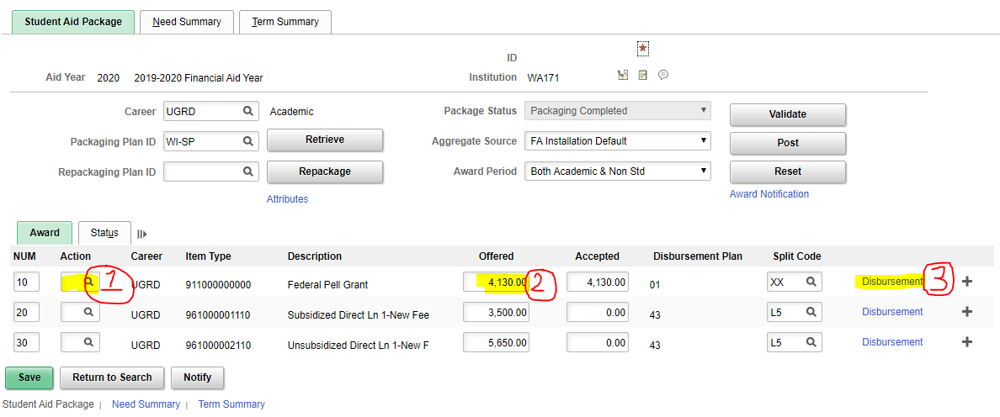 Student Aid Package Need Summary Term Summary
ID
Aid Year 2020 2019-2020 Financial Aid Year Institution WA171
Career UGRD Academic Package Status Packaging Completed Validate
Packaging Plan ID WI-SP Retrieve Aggregate Source FA Installation Default Post
Repackaging Plan ID Repackage Award Period Both Academic & Non Std Reset
Attributes Award Notification
Award Status
NUM Action Career Item Type Description Offered Accepted Disbursement Plan Split Code
10 1 UGRD 911000000000 Federal Pell Grant 4,130.00 2 4,130.00 01 XX Disbursement 3
20 UGRD 961000001110 Subsidized Direct Ln 1-New Fee 3,500.00 0.00 43 L5 Disbursement
30 UGRD 961000002110 Unsubsidized Direct Ln 1-New F 5,650.00 0.00 43 L5 Disbursement
Save Return to Search Notify
Student Aid Package | Need Summary | Term Summary